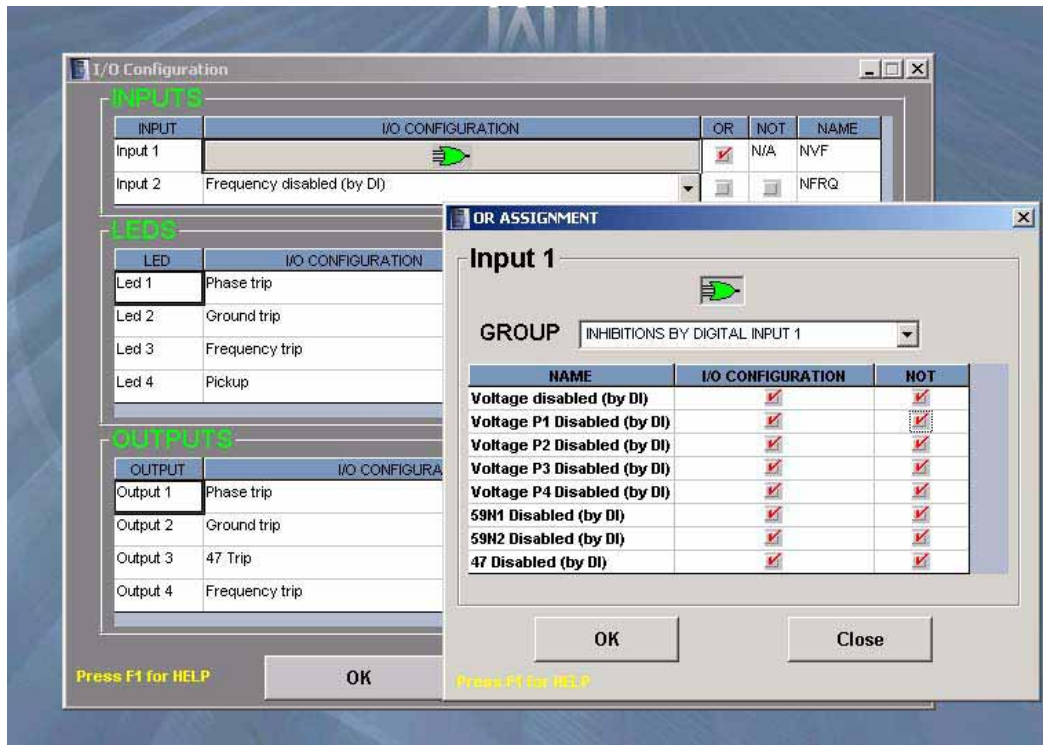 I/O Configuration
INPUTS
INPUT I/O CONFIGURATION OR NOT NAME
Input 1 N/A NVF
Input 2 Frequency disabled (by DI) NFRQ
LEDS
LED I/O CONFIGURATION
Led 1 Phase trip
Led 2 Ground trip
Led 3 Frequency trip
Led 4 Pickup
OUTPUTS
OUTPUT I/O CONFIGURA
Output 1 Phase trip
Output 2 Ground trip
Output 3 47 Trip
Output 4 Frequency trip
Press F1 for HELP OK
OR ASSIGNMENT
Input 1
GROUP INHIBITIONS BY DIGITAL INPUT 1
NAME I/O CONFIGURATION NOT
Voltage disabled (by DI)
Voltage P1 Disabled (by DI)
Voltage P2 Disabled (by DI)
Voltage P3 Disabled (by DI)
Voltage P4 Disabled (by DI)
59N1 Disabled (by DI)
59N2 Disabled (by DI)
47 Disabled (by DI)
OK Close
Press F1 for HELP